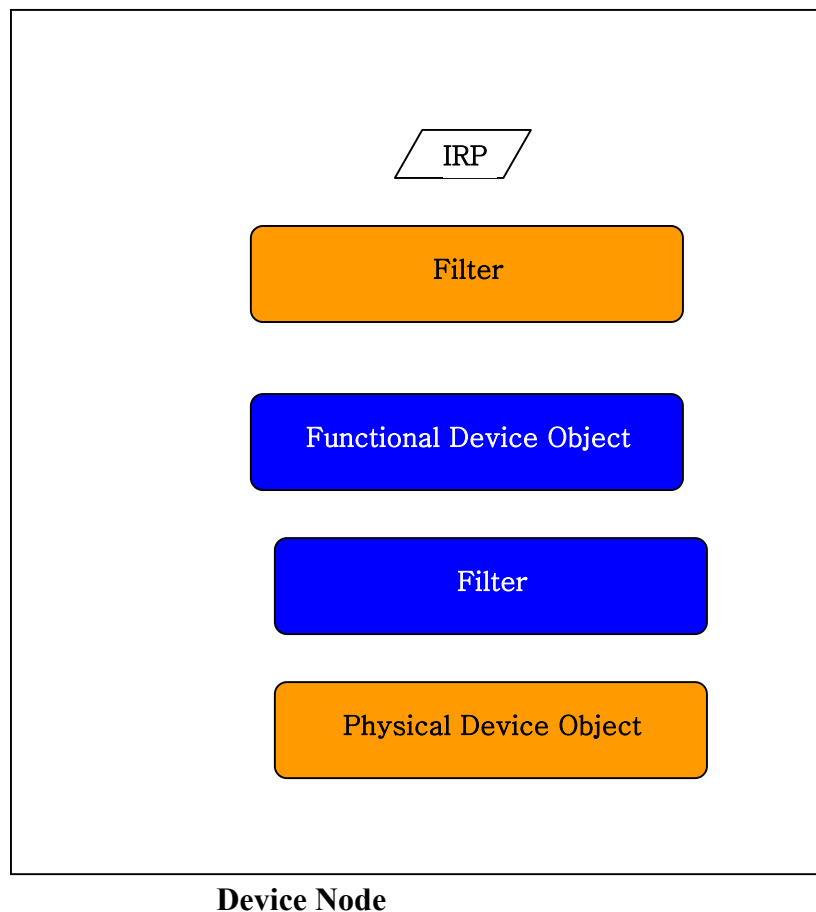 IRP
Filter
Functional Device Object
Filter
Physical Device Object
Device Node